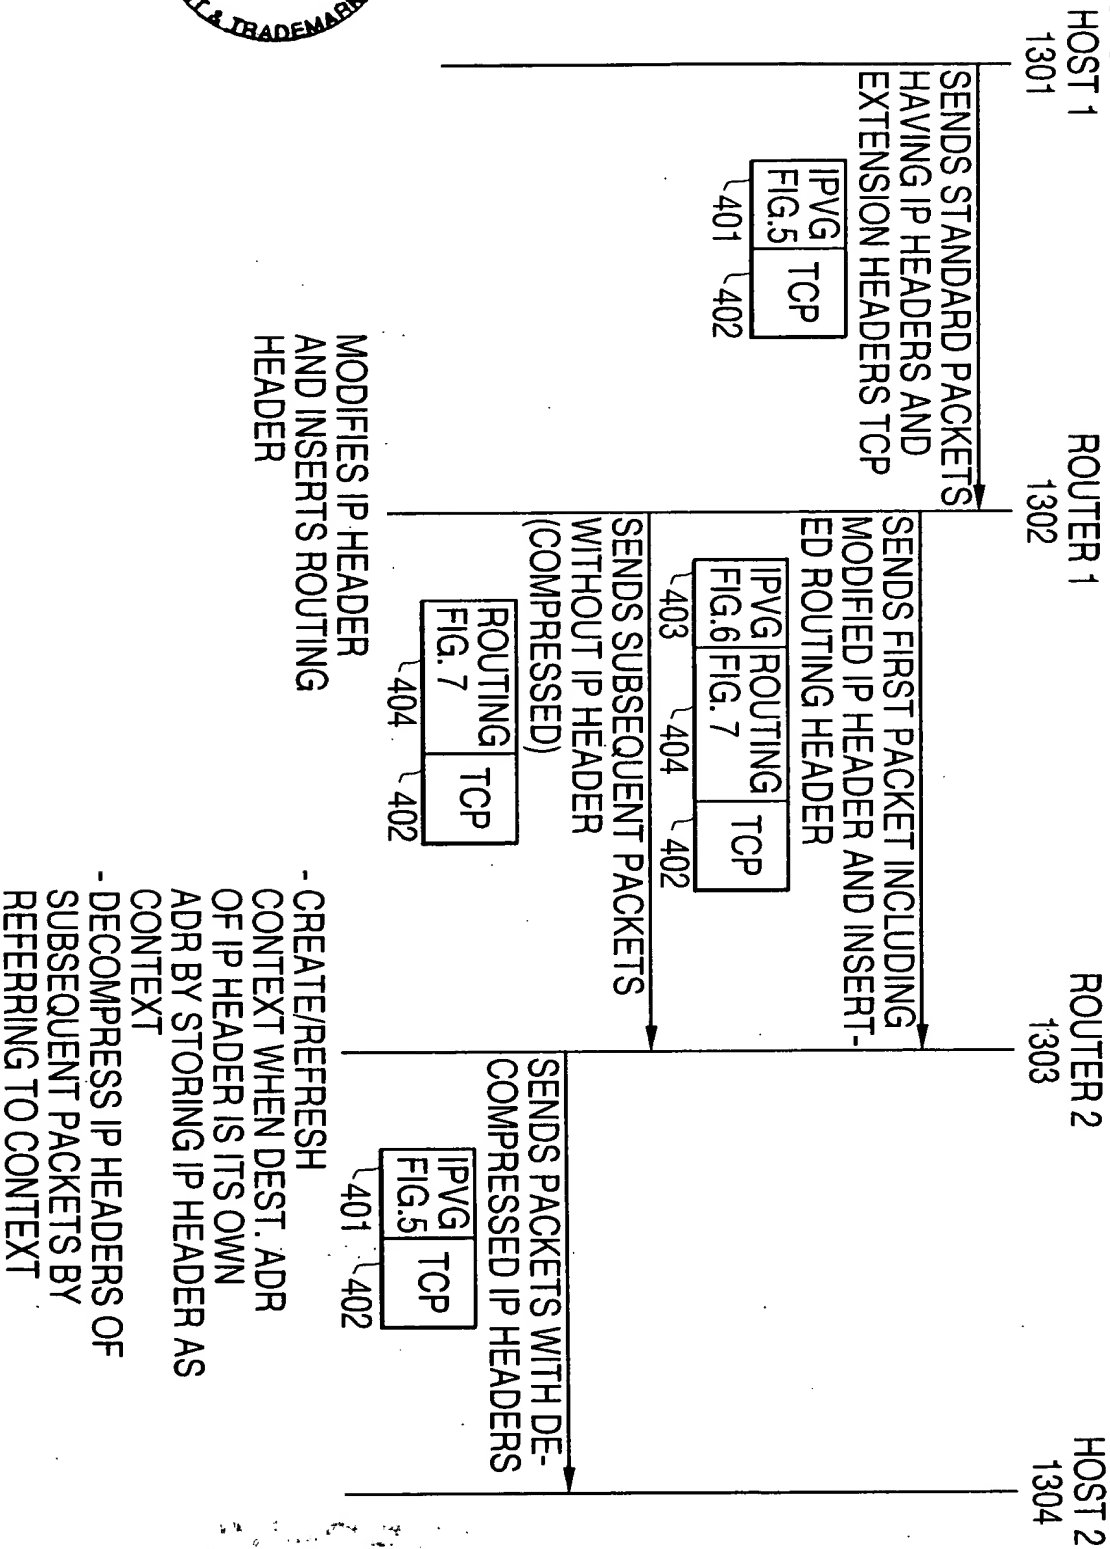 HOST 1
1301
ROUTER 1
1302
ROUTER 2
1303
HOST 2
1304
SENDS STANDARD PACKETS
HAVING IP HEADERS AND
EXTENSION HEADERS TCP
IPVG
FIG.5
TCP
401
402
MODIFIES IP HEADER
AND INSERTS ROUTING
HEADER
SENDS FIRST PACKET INCLUDING
MODIFIED IP HEADER AND INSERT-
ED ROUTING HEADER
IPVG
FIG.6
ROUTING
FIG. 7
TCP
403
404
402
SENDS SUBSEQUENT PACKETS
WITHOUT IP HEADER
(COMPRESSED)
ROUTING
FIG. 7
TCP
404
402
- CREATE/REFRESH
CONTEXT WHEN DEST. ADR
OF IP HEADER IS ITS OWN
ADR BY STORING IP HEADER AS
CONTEXT
- DECOMPRESS IP HEADERS OF
SUBSEQUENT PACKETS BY
REFERRING TO CONTEXT
SENDS PACKETS WITH DE-
COMPRESSED IP HEADERS
IPVG
FIG.5
TCP
401
402
& TRADEMARK